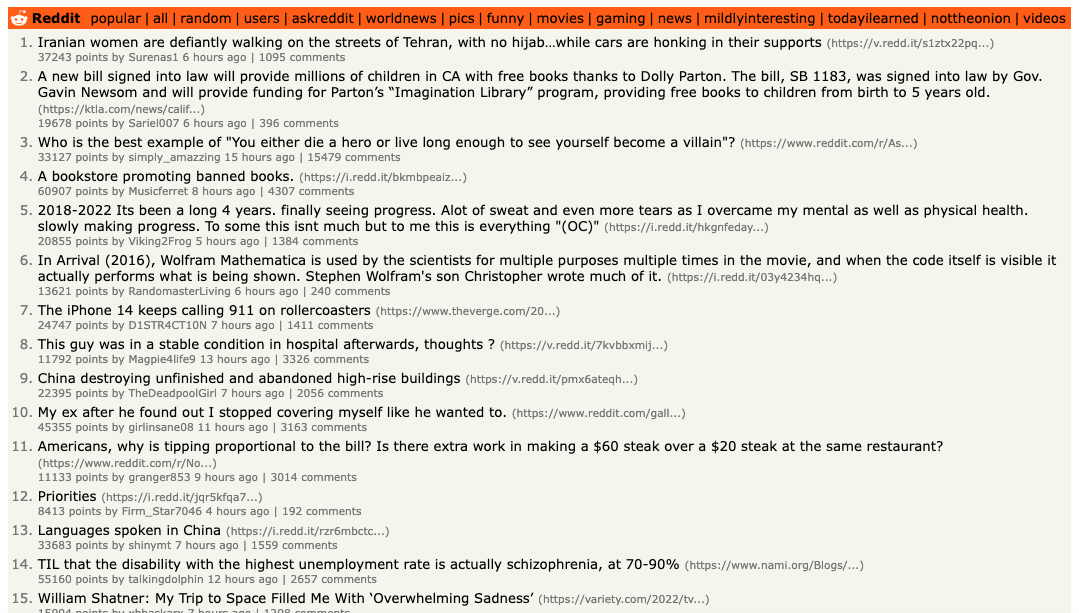 Reddit popular | all | random | users | askreddit | worldnews | pics | funny | movies | gaming | news | mildlyinteresting | todayilearned | nottheonion | videos
1. Iranian women are defiantly walking on the streets of Tehran, with no hijab...while cars are honking in their supports (https://v.redd.it/s1ztx22pq...)
37243 points by Surenas1 6 hours ago | 1095 comments
2. A new bill signed into law will provide millions of children in CA with free books thanks to Dolly Parton. The bill, SB 1183, was signed into law by Gov.
Gavin Newsom and will provide funding for Parton’s “Imagination Library” program, providing free books to children from birth to 5 years old.
(https://ktla.com/news/calif...)
19678 points by Sariel007 6 hours ago | 396 comments
3. Who is the best example of "You either die a hero or live long enough to see yourself become a villain"? (https://www.reddit.com/r/As...)
33127 points by simply_amazzing 15 hours ago | 15479 comments
4. A bookstore promoting banned books. (https://i.redd.it/bkmbpeaiz...)
60907 points by Musicferret 8 hours ago | 4307 comments
5. 2018-2022 Its been a long 4 years. finally seeing progress. Alot of sweat and even more tears as I overcame my mental as well as physical health.
slowly making progress. To some this isnt much but to me this is everything "(OC)" (https://i.redd.it/hkgnfeday...)
20855 points by Viking2Frog 5 hours ago | 1384 comments
6. In Arrival (2016), Wolfram Mathematica is used by the scientists for multiple purposes multiple times in the movie, and when the code itself is visible it
actually performs what is being shown. Stephen Wolfram's son Christopher wrote much of it. (https://i.redd.it/03y4234hq...)
13621 points by RandomasterLiving 6 hours ago | 240 comments
7. The iPhone 14 keeps calling 911 on rollercoasters (https://www.theverge.com/20...)
24747 points by D1STR4CT10N 7 hours ago | 1411 comments
8. This guy was in a stable condition in hospital afterwards, thoughts ? (https://v.redd.it/7kvbbxmij...)
11792 points by Magpie4life9 13 hours ago | 3326 comments
9. China destroying unfinished and abandoned high-rise buildings (https://v.redd.it/pmx6ateqh...)
22395 points by TheDeadpoolGirl 7 hours ago | 2056 comments
10. My ex after he found out I stopped covering myself like he wanted to. (https://www.reddit.com/gall...)
45355 points by girlinsane08 11 hours ago | 3163 comments
11. Americans, why is tipping proportional to the bill? Is there extra work in making a $60 steak over a $20 steak at the same restaurant?
(https://www.reddit.com/r/No...)
11133 points by granger853 9 hours ago | 3014 comments
12. Priorities (https://i.redd.it/jqr5kfqa7...)
8413 points by Firm_Star7046 4 hours ago | 192 comments
13. Languages spoken in China (https://i.redd.it/rzr6mbctc...)
33683 points by shinymt 7 hours ago | 1559 comments
14. TIL that the disability with the highest unemployment rate is actually schizophrenia, at 70-90% (https://www.nami.org/Blogs/...)
55160 points by talkingdolphin 12 hours ago | 2657 comments
15. William Shatner: My Trip to Space Filled Me With ‘Overwhelming Sadness’ (https://variety.com/2022/tv...)